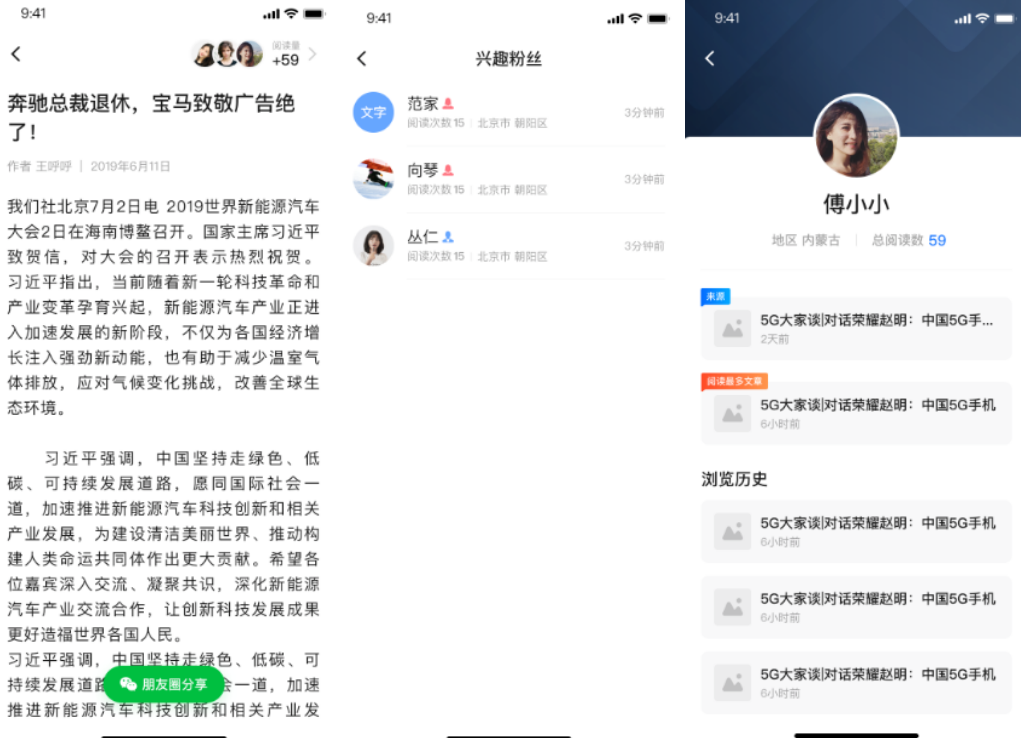 9:41
阅读量
+59
奔驰总裁退休，宝马致敬广告绝
了！
作者 王呼呼 | 2019年6月11日
我们社北京7月2日电 2019世界新能源汽车
大会2日在海南博鳌召开。国家主席习近平
致贺信，对大会的召开表示热烈祝贺。
习近平指出，当前随着新一轮科技革命和
产业变革孕育兴起，新能源汽车产业正进
入加速发展的新阶段，不仅为各国经济增
长注入强劲新动能，也有助于减少温室气
体排放，应对气候变化挑战，改善全球生
态环境。
习近平强调，中国坚持走绿色、低
碳、可持续发展道路，愿同国际社会一
道，加速推进新能源汽车科技创新和相关
产业发展，为建设清洁美丽世界、推动构
建人类命运共同体作出更大贡献。希望各
位嘉宾深入交流、凝聚共识，深化新能源
汽车产业交流合作，让创新科技发展成果
更好造福世界各国人民。
习近平强调，中国坚持走绿色、低碳、可
持续发展道路
朋友圈分享
会一道，加速
推进新能源汽车科技创新和相关产业发
9:41
兴趣粉丝
文字
范家
3分钟前
阅读次数 15 | 北京市 朝阳区
向琴
3分钟前
阅读次数 15 | 北京市 朝阳区
丛仁
3分钟前
阅读次数 15 | 北京市 朝阳区
9:41
傅小小
地区 内蒙古 | 总阅读数 59
来源
5G大家谈|对话荣耀赵明：中国5G手...
2天前
阅读最多文章
5G大家谈|对话荣耀赵明：中国5G手机
6小时前
浏览历史
5G大家谈|对话荣耀赵明：中国5G手机
6小时前
5G大家谈|对话荣耀赵明：中国5G手机
6小时前
5G大家谈|对话荣耀赵明：中国5G手机
6小时前